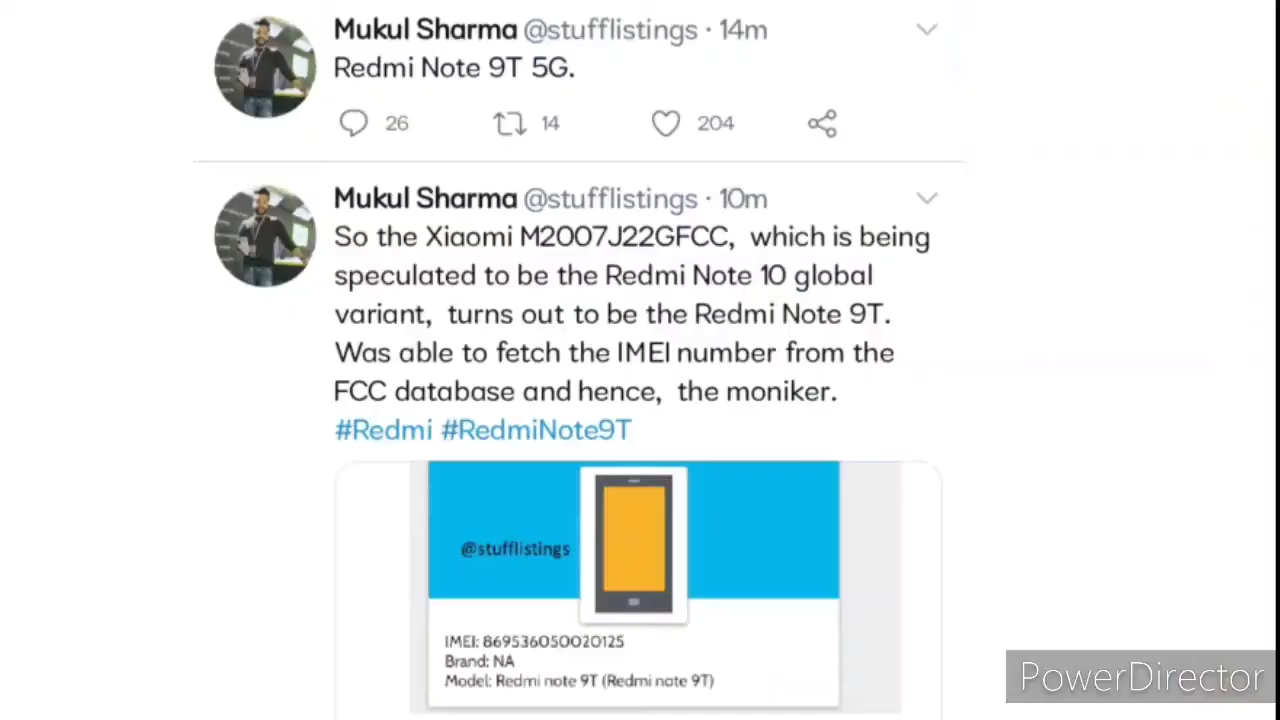 Mukul Sharma @stufflistings · 14m
Redmi Note 9T 5G.
26 14 204
Mukul Sharma @stufflistings · 10m
So the Xiaomi M2007J22GFCC, which is being
speculated to be the Redmi Note 10 global
variant, turns out to be the Redmi Note 9T.
Was able to fetch the IMEI number from the
FCC database and hence, the moniker.
#Redmi #RedmiNote9T
@stufflistings
IMEI: 869536050020125
Brand: NA
Model: Redmi note 9T (Redmi note 9T)
PowerDirector